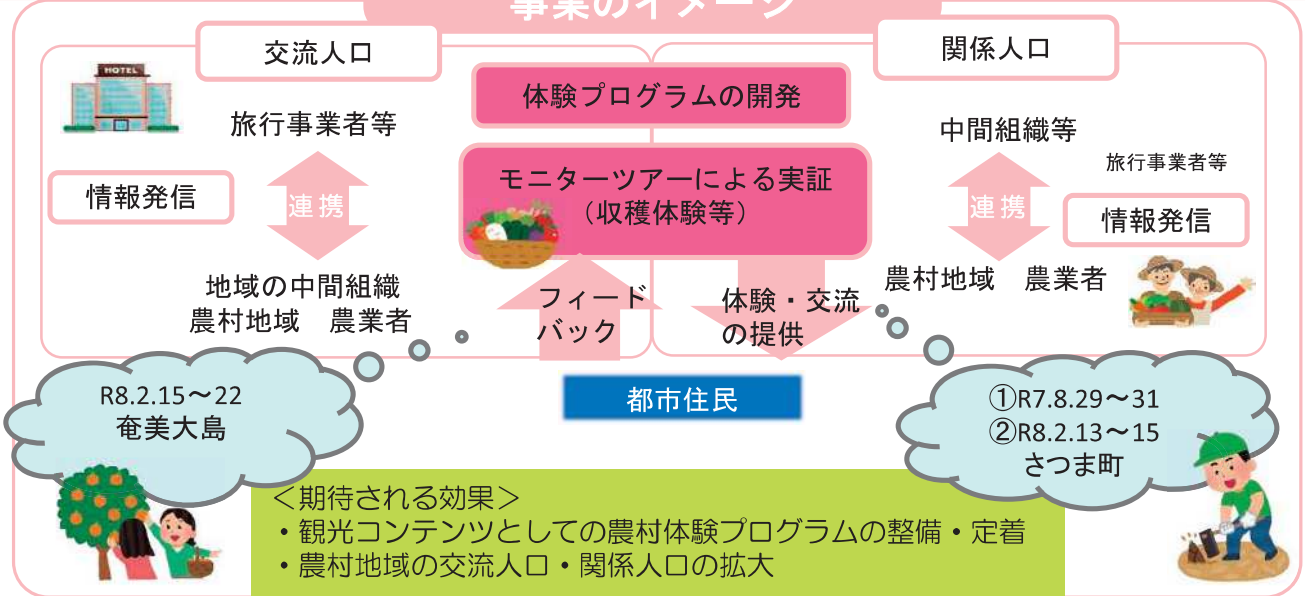 事業のイメージ
交流人口
HOTEL
旅行事業者等
情報発信
連携
地域の中間組織
農村地域 農業者
R8.2.15～22
奄美大島
体験プログラムの開発
モニターツアーによる実証
（収穫体験等）
フィード
バック
体験・交流
の提供
都市住民
関係人口
中間組織等
旅行事業者等
連携
情報発信
農村地域 農業者
①R7.8.29～31
②R8.2.13～15
さつま町
＜期待される効果＞
・観光コンテンツとしての農村体験プログラムの整備・定着
・農村地域の交流人口・関係人口の拡大